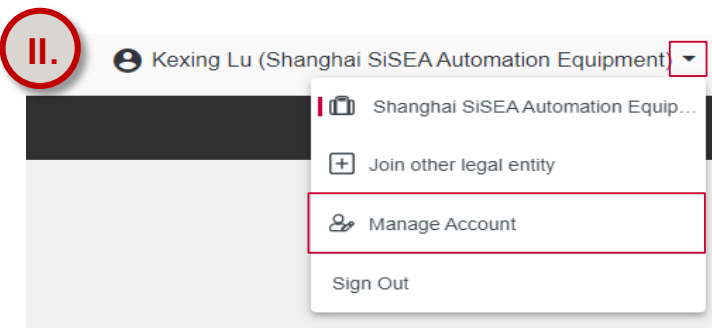 II.
Kexing Lu (Shanghai SiSEA Automation Equipment)
Shanghai SiSEA Automation Equip...
Join other legal entity
Manage Account
Sign Out